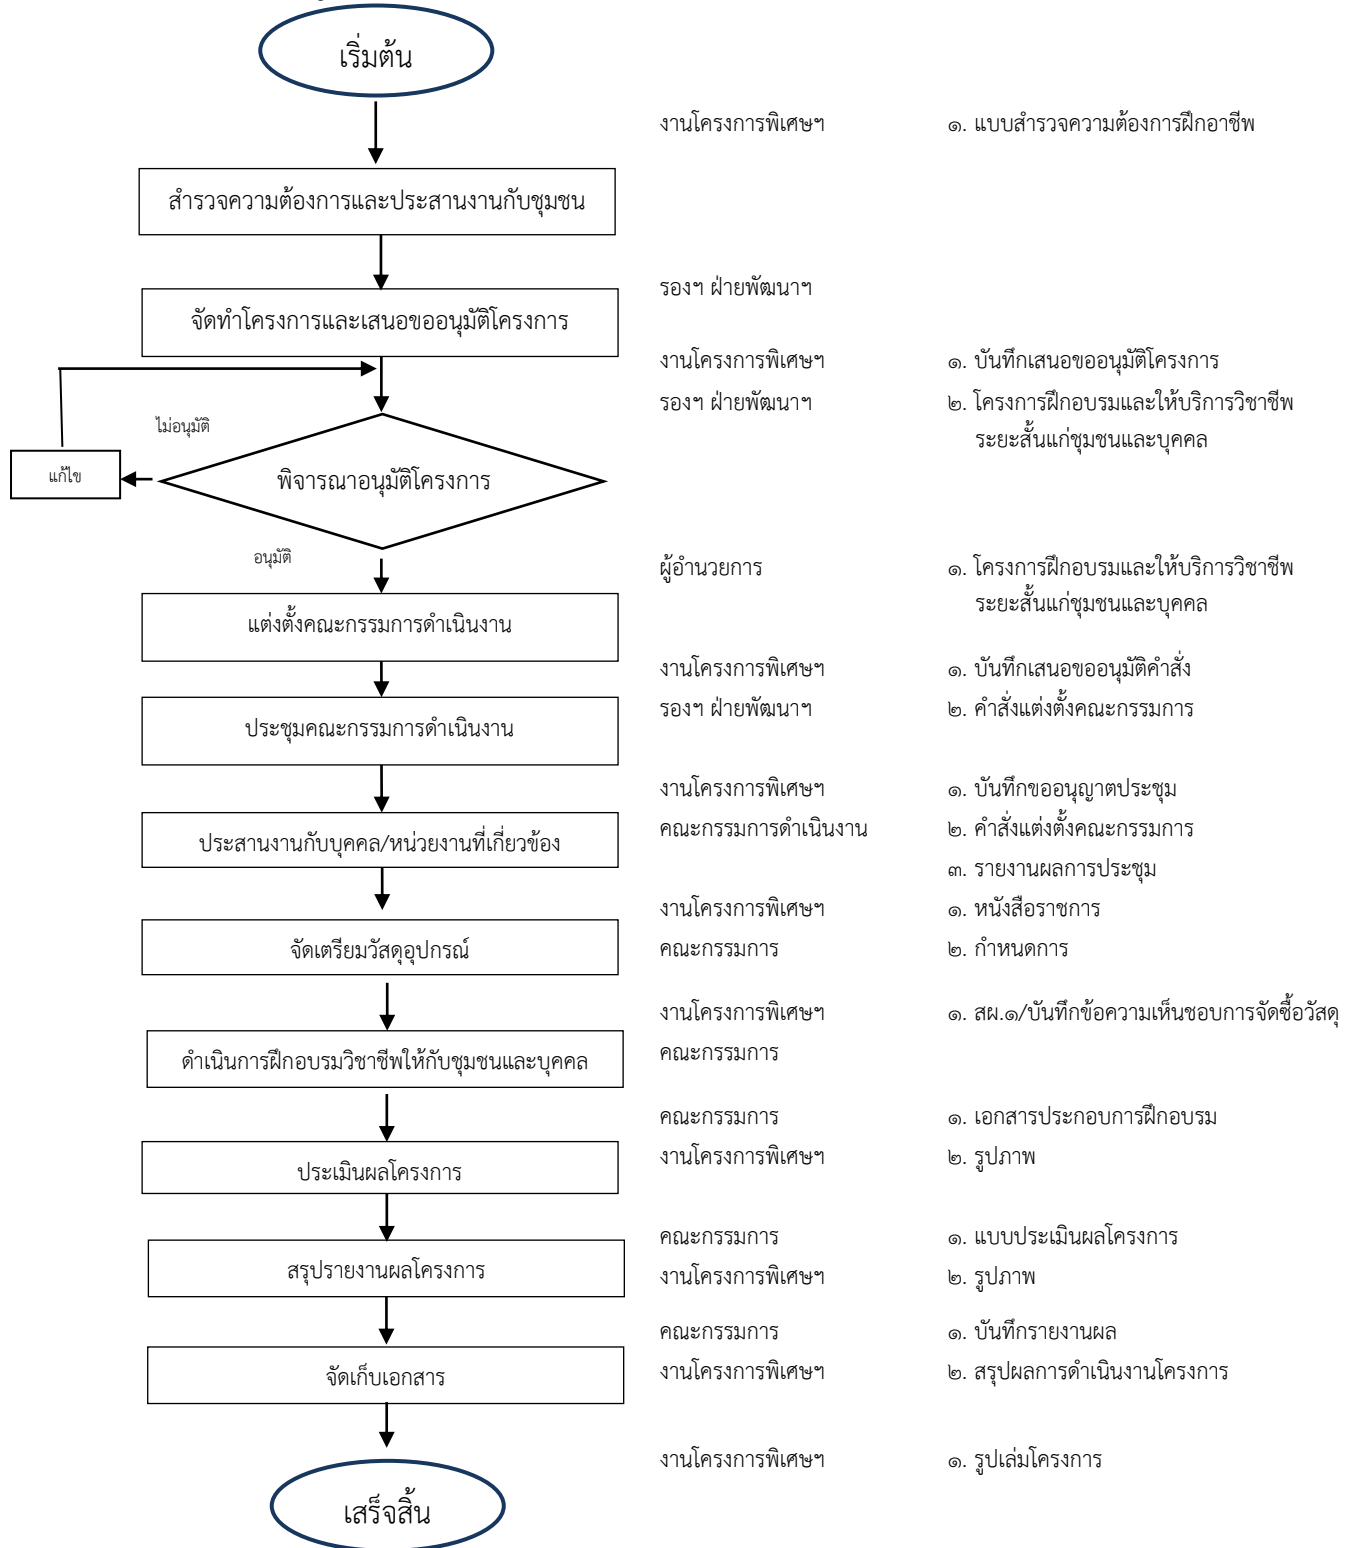 เริ่มต้น
งานโครงการพิเศษฯ ๑. แบบสำรวจความต้องการฝึกอาชีพ
สำรวจความต้องการและประสานงานกับชุมชน
รองฯ ฝ่ายพัฒนาฯ
จัดทำโครงการและเสนอขออนุมัติโครงการ
งานโครงการพิเศษฯ ๑. บันทึกเสนอขออนุมัติโครงการ
รองฯ ฝ่ายพัฒนาฯ ๒. โครงการฝึกอบรมและให้บริการวิชาชีพ
ไม่อนุมัติ
ระยะสั้นแก่ชุมชนและบุคคล
แก้ไข
พิจารณาอนุมัติโครงการ
อนุมัติ
ผู้อำนวยการ ๑. โครงการฝึกอบรมและให้บริการวิชาชีพ
ระยะสั้นแก่ชุมชนและบุคคล
แต่งตั้งคณะกรรมการดำเนินงาน
งานโครงการพิเศษฯ ๑. บันทึกเสนอขออนุมัติคำสั่ง
รองฯ ฝ่ายพัฒนาฯ ๒. คำสั่งแต่งตั้งคณะกรรมการ
ประชุมคณะกรรมการดำเนินงาน
งานโครงการพิเศษฯ ๑. บันทึกขออนุญาตประชุม
คณะกรรมการดำเนินงาน ๒. คำสั่งแต่งตั้งคณะกรรมการ
ประสานงานกับบุคคล/หน่วยงานที่เกี่ยวข้อง
๓. รายงานผลการประชุม
งานโครงการพิเศษฯ ๑. หนังสือราชการ
จัดเตรียมวัสดุอุปกรณ์
คณะกรรมการ ๒. กำหนดการ
งานโครงการพิเศษฯ ๑. สผ.๑/บันทึกข้อความเห็นชอบการจัดซื้อวัสดุ
คณะกรรมการ
ดำเนินการฝึกอบรมวิชาชีพให้กับชุมชนและบุคคล
คณะกรรมการ ๑. เอกสารประกอบการฝึกอบรม
งานโครงการพิเศษฯ ๒. รูปภาพ
ประเมินผลโครงการ
คณะกรรมการ ๑. แบบประเมินผลโครงการ
สรุปรายงานผลโครงการ
งานโครงการพิเศษฯ ๒. รูปภาพ
คณะกรรมการ ๑. บันทึกรายงานผล
งานโครงการพิเศษฯ ๒. สรุปผลการดำเนินงานโครงการ
จัดเก็บเอกสาร
งานโครงการพิเศษฯ ๑. รูปเล่มโครงการ
เสร็จสิ้น